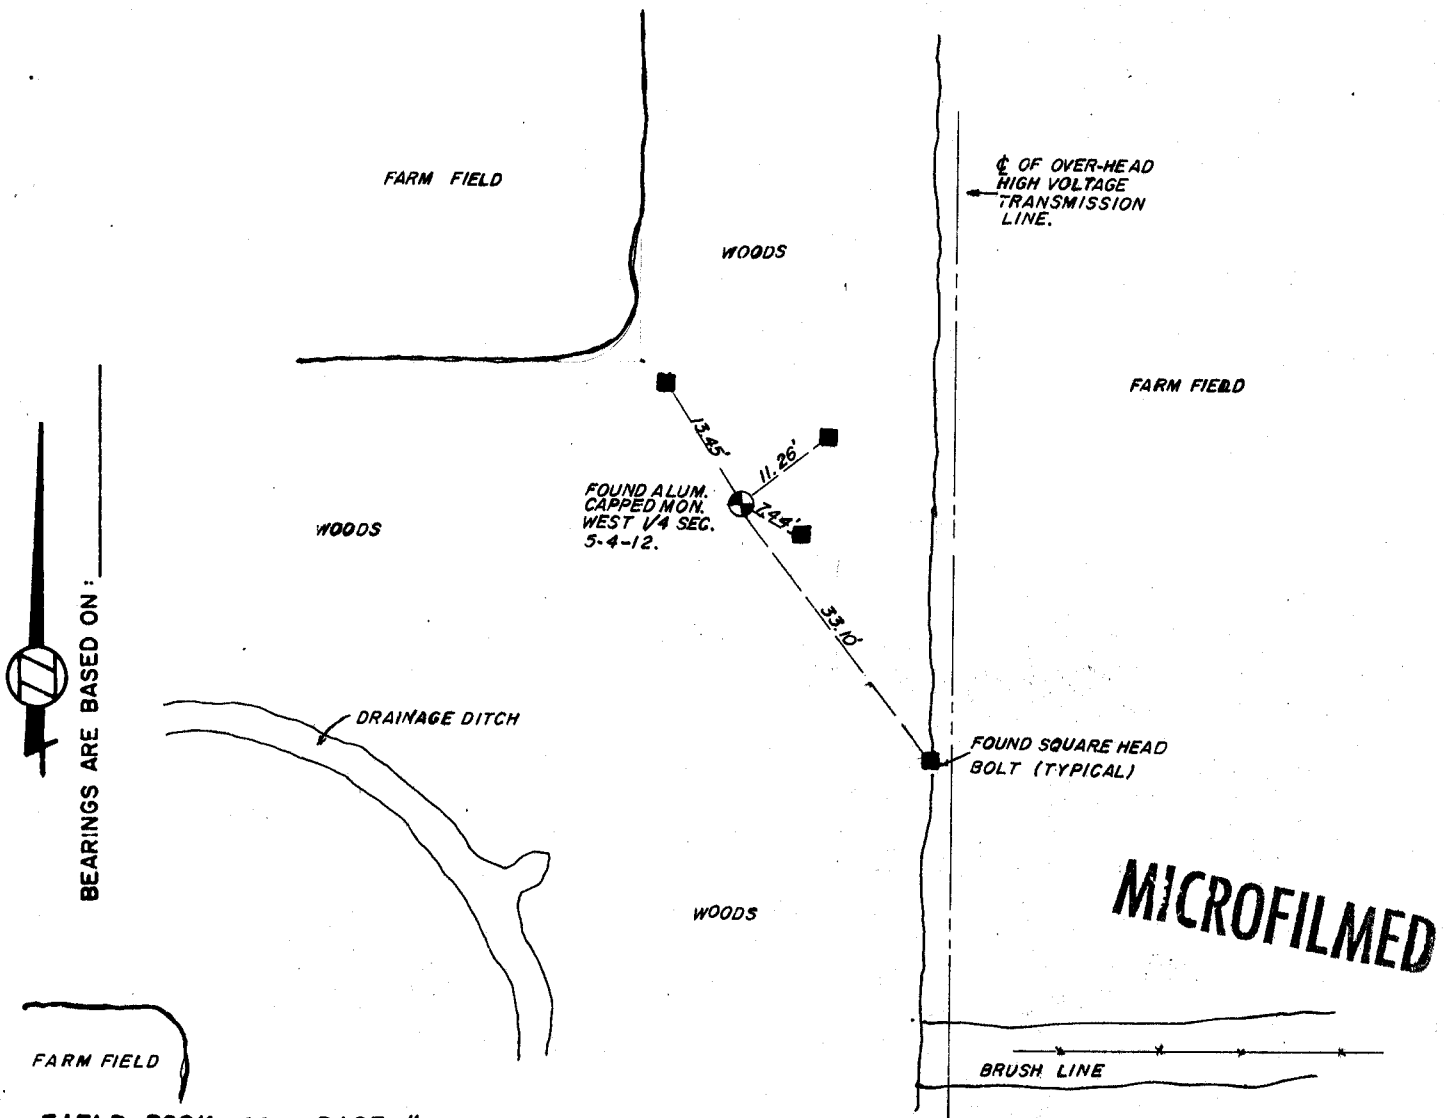 FARM FIELD
℄ OF OVER-HEAD
HIGH VOLTAGE
TRANSMISSION
LINE.
WOODS
FARM FIELD
13.45'
11.26'
FOUND ALUM.
CAPPED MON.
WEST 1/4 SEC.
5-4-12.
7.44'
WOODS
33.10'
BEARINGS ARE BASED ON:
DRAINAGE DITCH
FOUND SQUARE HEAD
BOLT (TYPICAL)
WOODS
MICROFILMED
FARM FIELD
BRUSH LINE